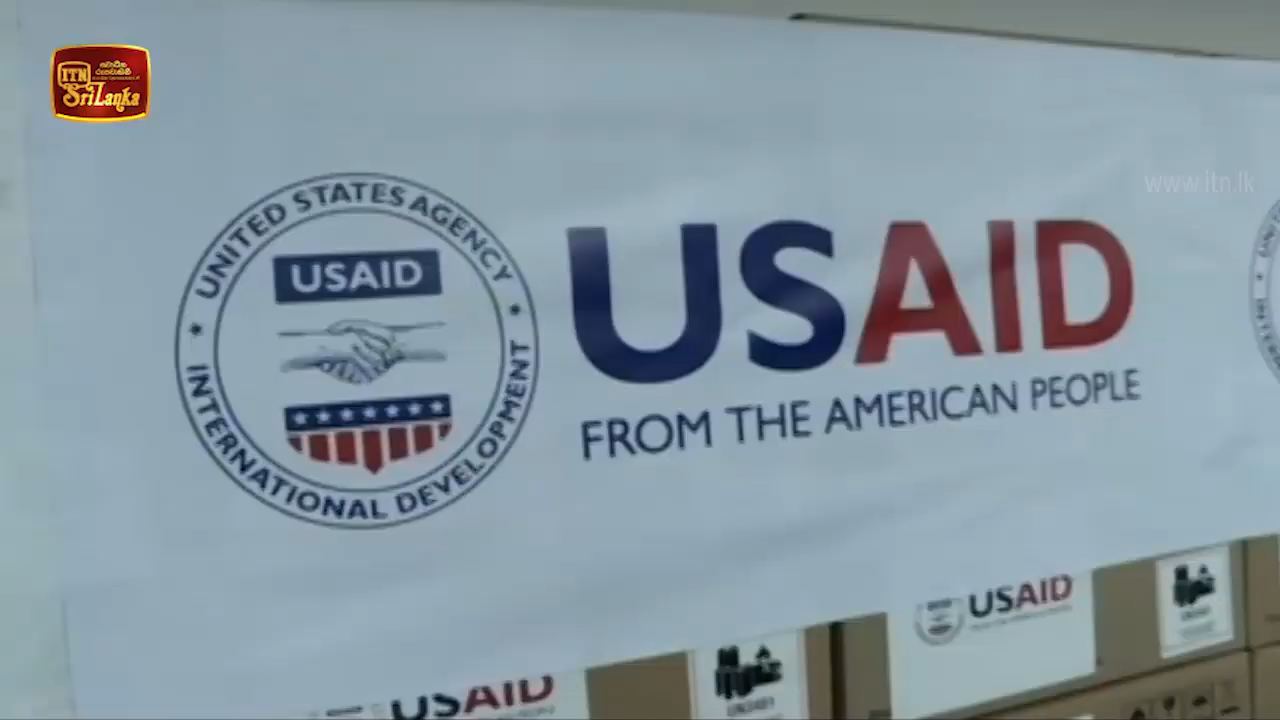 ITN
SriLanka
www.itn.lk
UNITED STATES AGENCY
INTERNATIONAL DEVELOPMENT
USAID
USAID
FROM THE AMERICAN PEOPLE
USAID
USAID